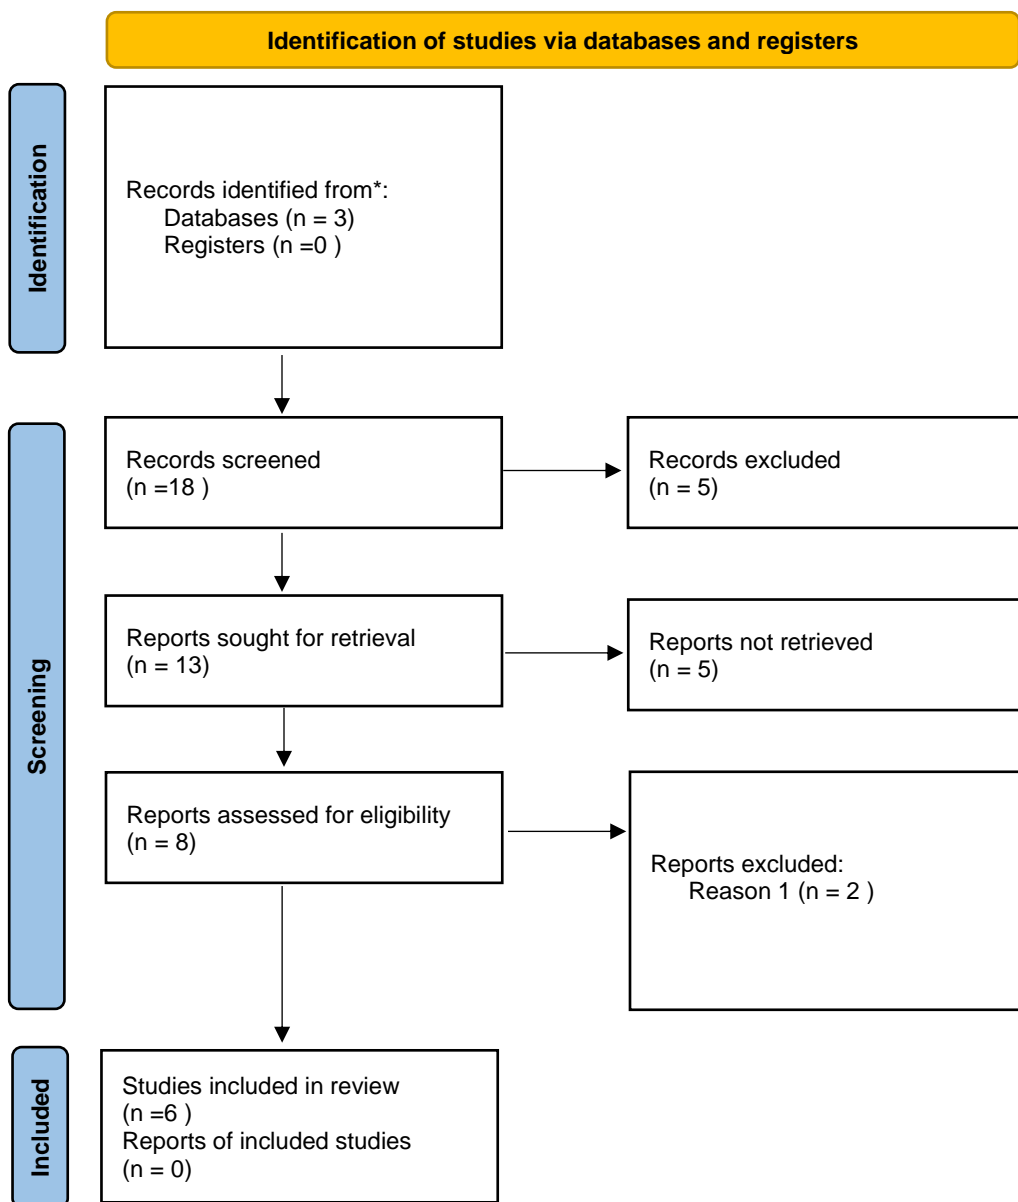 Identification of studies via databases and registers
Identification
Records identified from*:
Databases (n = 3)
Registers (n =0 )
Screening
Records screened
(n =18 )
Records excluded
(n = 5)
Reports sought for retrieval
(n = 13)
Reports not retrieved
(n = 5)
Reports assessed for eligibility
(n = 8)
Reports excluded:
Reason 1 (n = 2 )
Included
Studies included in review
(n =6 )
Reports of included studies
(n = 0)